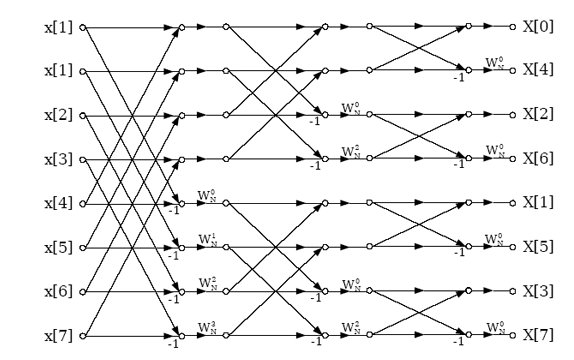 x[1] X[0]
x[1] -1 W_N^0 X[4]
x[2] -1 W_N^0 X[2]
x[3] -1 W_N^2 -1 W_N^0 X[6]
x[4] -1 W_N^0 X[1]
x[5] -1 W_N^1 -1 W_N^0 X[5]
x[6] -1 W_N^2 -1 W_N^0 X[3]
x[7] -1 W_N^3 -1 W_N^2 -1 W_N^0 X[7]